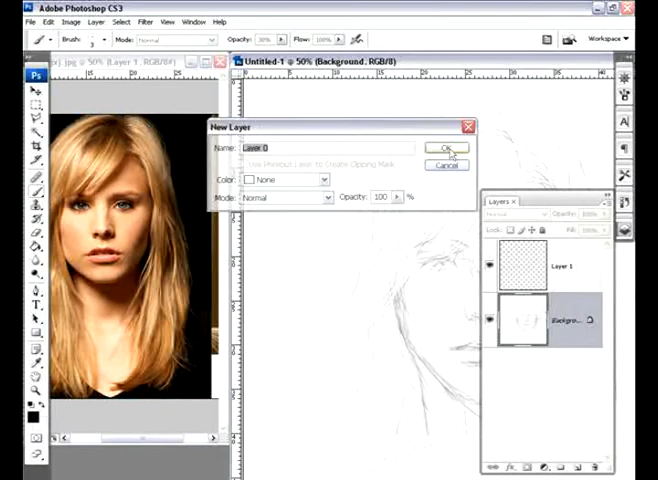 Adobe Photoshop CS3
File Edit Image Layer Select Filter View Window Help
Brush: 3 Mode: Normal Opacity: 30% Flow: 100% Workspace
.jpg @ 50% (Layer 1, RGB/8#)
Untitled-1 @ 50% (Background, RGB/8)
New Layer
Name: Layer 0 OK
Use Previous Layer to Create Clipping Mask
Cancel
Color: None
Mode: Normal Opacity: 100 %
Layers
Normal Opacity: 100%
Lock: Fill: 100%
Layer 1
Backgro...